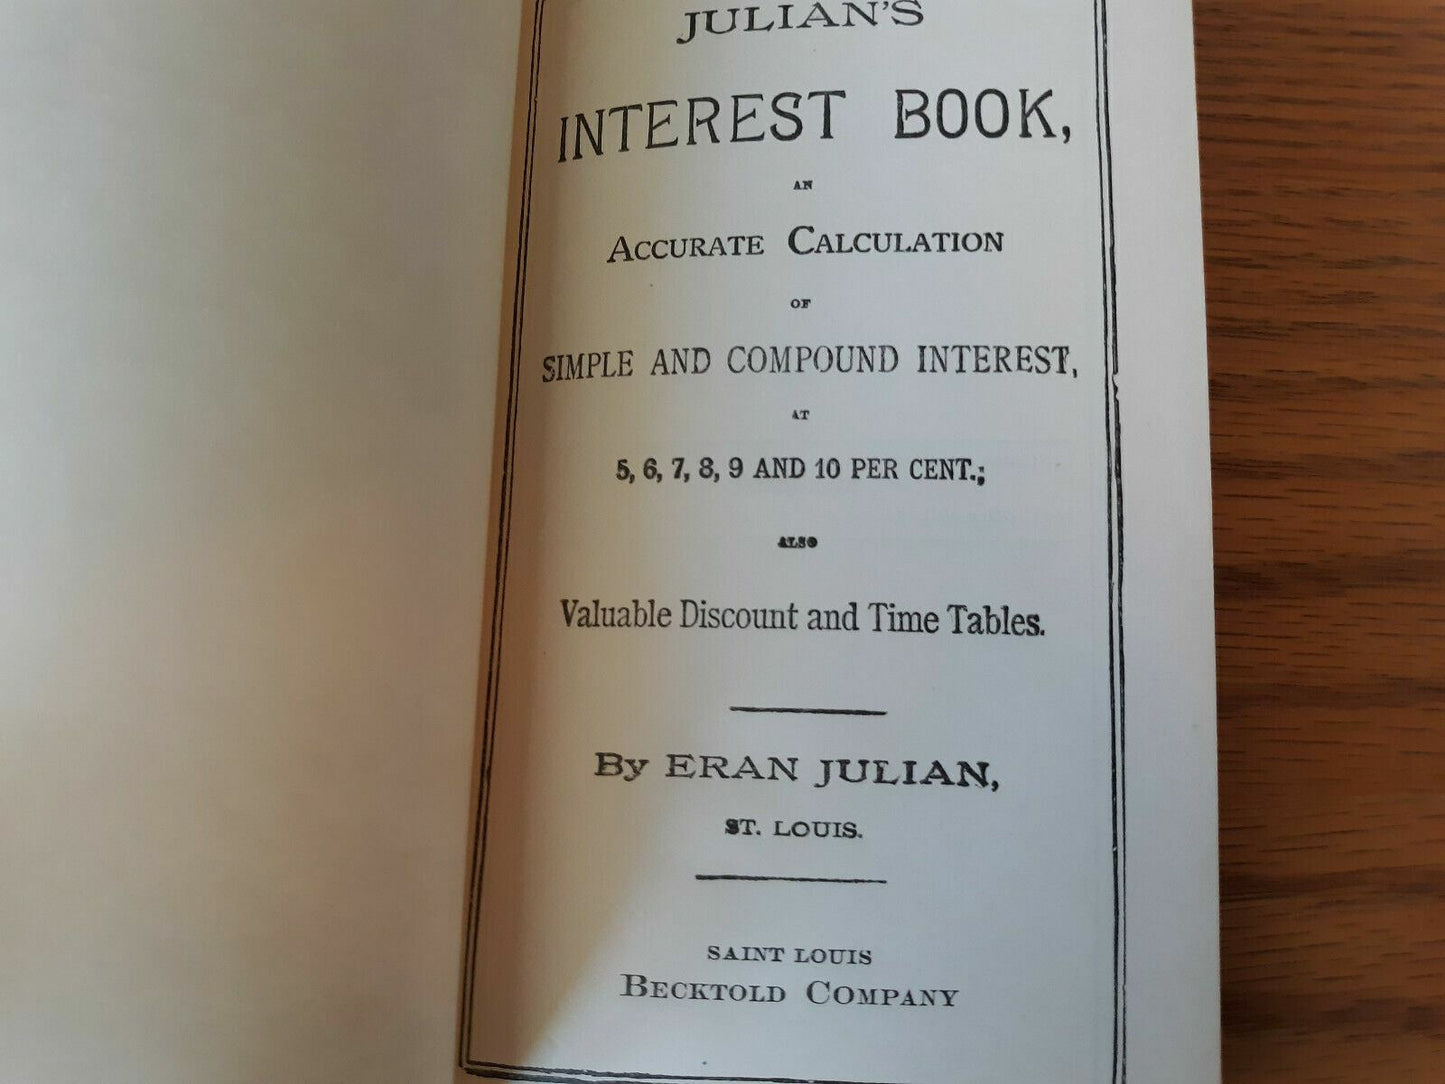 JULIAN'S
INTEREST BOOK,
AN
ACCURATE CALCULATION
OF
SIMPLE AND COMPOUND INTEREST,
AT
5, 6, 7, 8, 9 AND 10 PER CENT.;
ALSO
Valuable Discount and Time Tables.
By ERAN JULIAN,
ST. LOUIS.
SAINT LOUIS
BECKTOLD COMPANY